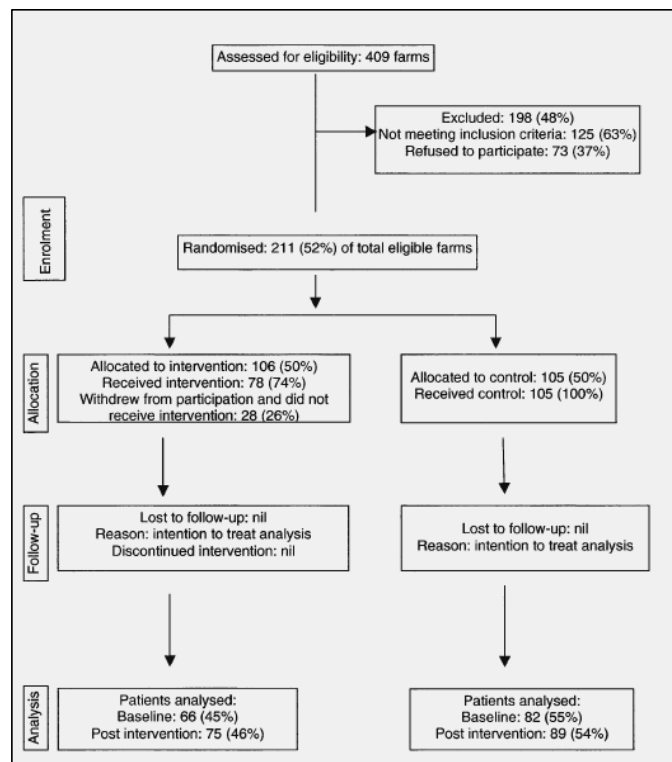 Assessed for eligibility: 409 farms
Excluded: 198 (48%)
Not meeting inclusion criteria: 125 (63%)
Refused to participate: 73 (37%)
Enrolment
Randomised: 211 (52%) of total eligible farms
Allocation
Allocated to intervention: 106 (50%)
Received intervention: 78 (74%)
Withdrew from participation and did not
receive intervention: 28 (26%)
Allocated to control: 105 (50%)
Received control: 105 (100%)
Follow-up
Lost to follow-up: nil
Reason: intention to treat analysis
Discontinued intervention: nil
Lost to follow-up: nil
Reason: intention to treat analysis
Analysis
Patients analysed:
Baseline: 66 (45%)
Post intervention: 75 (46%)
Patients analysed:
Baseline: 82 (55%)
Post intervention: 89 (54%)